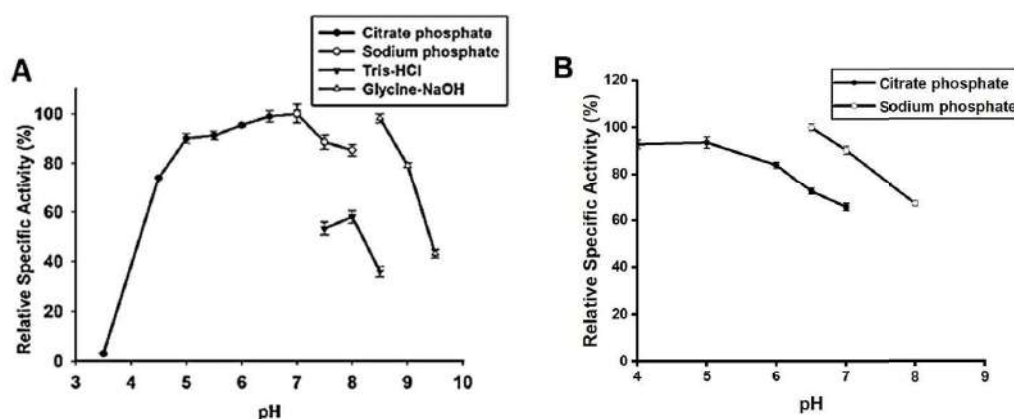 A
Citrate phosphate
Sodium phosphate
Tris-HCl
Glycine-NaOH
Relative Specific Activity (%)
100
80
60
40
20
0
3 4 5 6 7 8 9 10
pH
B
Citrate phosphate
Sodium phosphate
Relative Specific Activity (%)
120
100
80
60
40
20
0
4 5 6 7 8 9
pH